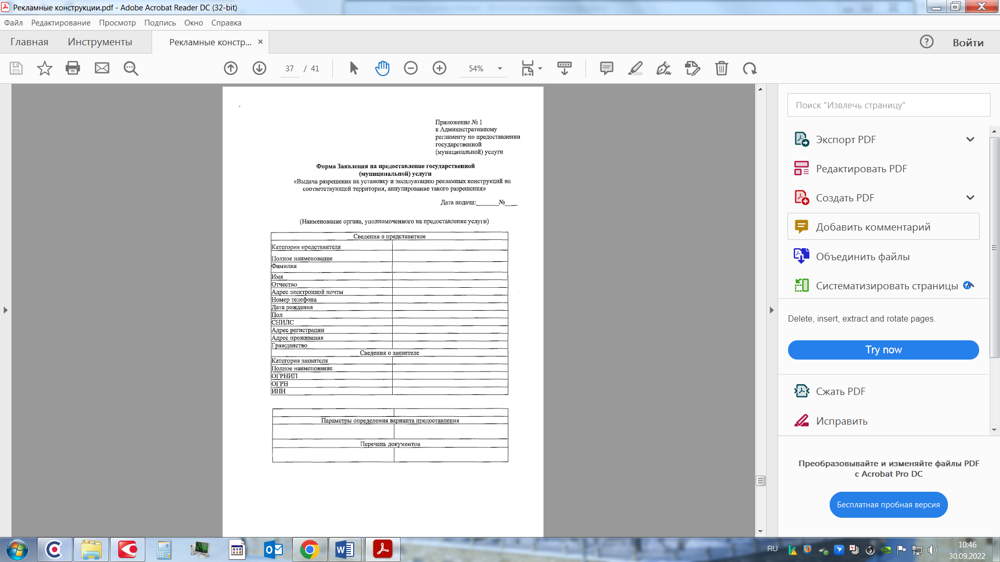 Рекламные конструкции.pdf - Adobe Acrobat Reader DC (32-bit)
Файл Редактирование Просмотр Подпись Окно Справка
Главная Инструменты Рекламные констр... Войти
37 / 41 54%
Приложение № 1
к Административному
регламенту по предоставлении
государственной
(муниципальной) услуги
Форма Заявления на предоставление государственной
(муниципальной) услуги
«Выдача разрешения на установку и эксплуатацию рекламных конструкций на
соответствующей территории, аннулирование такого разрешения»
Дата подачи:_______№____
(Наименование органа, уполномоченного на предоставление услуги)
Сведения о представителе
Категория представителя
Полное наименование
Фамилия
Имя
Отчество
Адрес электронной почты
Номер телефона
Дата рождения
Пол
СНИЛС
Адрес регистрации
Адрес проживания
Гражданство
Сведения о заявителе
Категория заявителя
Полное наименование
ОГРНИП
ОГРН
ИНН
Параметры определения варианта предоставления
Перечень документов
Поиск "Извлечь страницу"
Экспорт PDF
Редактировать PDF
Создать PDF
Добавить комментарий
Объединить файлы
Систематизировать страницы
Delete, insert, extract and rotate pages.
Try now
Сжать PDF
Исправить
Преобразовывайте и изменяйте файлы PDF
с Acrobat Pro DC
Бесплатная пробная версия
RU
10:46
30.09.2022